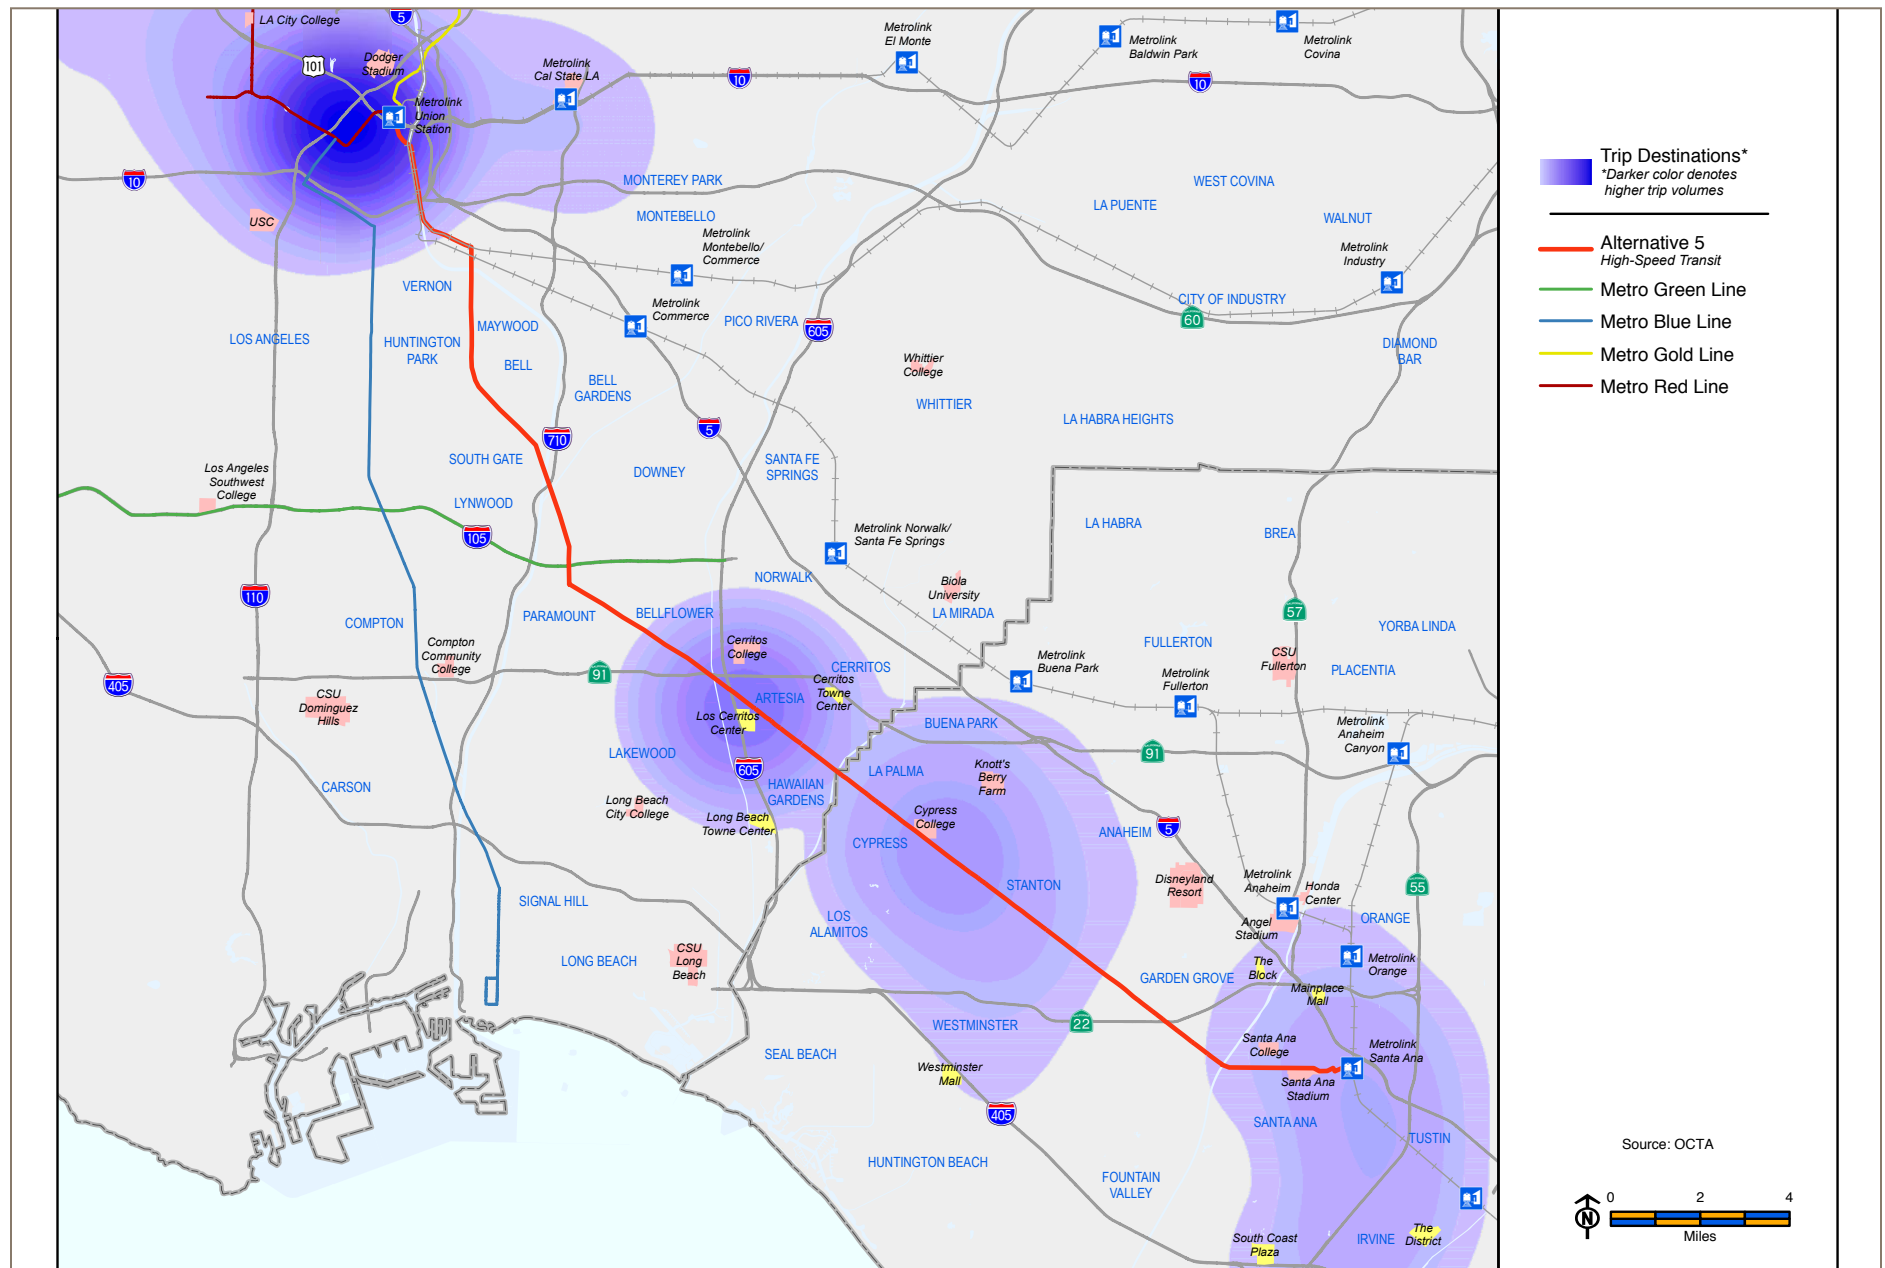 LA City College
5
101
Dodger
Stadium
Metrolink
Union
Station
Metrolink
Cal State LA
10
Metrolink
El Monte
Metrolink
Baldwin Park
Metrolink
Covina
10
10
USC
MONTEREY PARK
MONTEBELLO
Metrolink
Montebello/
Commerce
WEST COVINA
LA PUENTE
WALNUT
Metrolink
Industry
VERNON
LOS ANGELES
HUNTINGTON
PARK
MAYWOOD
BELL
BELL
GARDENS
Metrolink
Commerce
PICO RIVERA
605
CITY OF INDUSTRY
60
DIAMOND
BAR
Whittier
College
WHITTIER
LA HABRA HEIGHTS
5
710
SOUTH GATE
DOWNEY
SANTA FE
SPRINGS
Los Angeles
Southwest
College
LYNWOOD
105
Metrolink Norwalk/
Santa Fe Springs
LA HABRA
BREA
110
NORWALK
Biola
University
LA MIRADA
57
COMPTON
PARAMOUNT
BELLFLOWER
Compton
Community
College
Cerritos
College
CERRITOS
Cerritos
Towne
Center
FULLERTON
YORBA LINDA
CSU
Fullerton
PLACENTIA
Metrolink
Buena Park
Metrolink
Fullerton
405
91
CSU
Dominguez
Hills
ARTESIA
Los Cerritos
Center
BUENA PARK
Metrolink
Anaheim
Canyon
91
LAKEWOOD
605
HAWAIIAN
GARDENS
LA PALMA
Knott's
Berry
Farm
CARSON
Long Beach
City College
Long Beach
Towne Center
Cypress
College
CYPRESS
ANAHEIM
5
STANTON
Disneyland
Resort
Metrolink
Anaheim
Honda
Center
55
SIGNAL HILL
LOS
ALAMITOS
Angel
Stadium
ORANGE
LONG BEACH
CSU
Long
Beach
GARDEN GROVE
The
Block
Metrolink
Orange
Mainplace
Mall
WESTMINSTER
22
SEAL BEACH
Santa Ana
College
Metrolink
Santa Ana
Westminster
Mall
Santa Ana
Stadium
405
SANTA ANA
TUSTIN
HUNTINGTON BEACH
FOUNTAIN
VALLEY
South Coast
Plaza
IRVINE
The
District
Trip Destinations*
*Darker color denotes
higher trip volumes
Alternative 5
High-Speed Transit
Metro Green Line
Metro Blue Line
Metro Gold Line
Metro Red Line
Source: OCTA
N
0 2 4
Miles